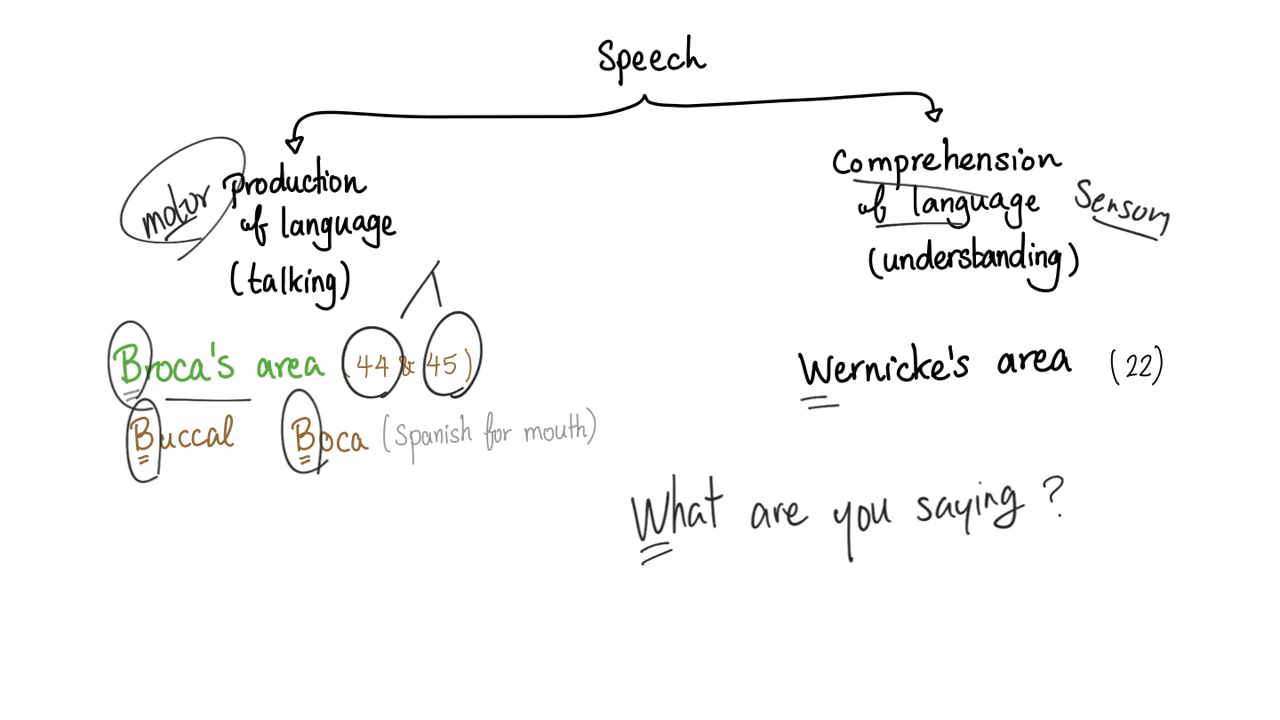 Speech
motor
Production
of language
(talking)
Comprehension
of language
(understanding)
Sensory
Broca's area (44 & 45)
Buccal Boca (Spanish for mouth)
Wernicke's area (22)
What are you saying?